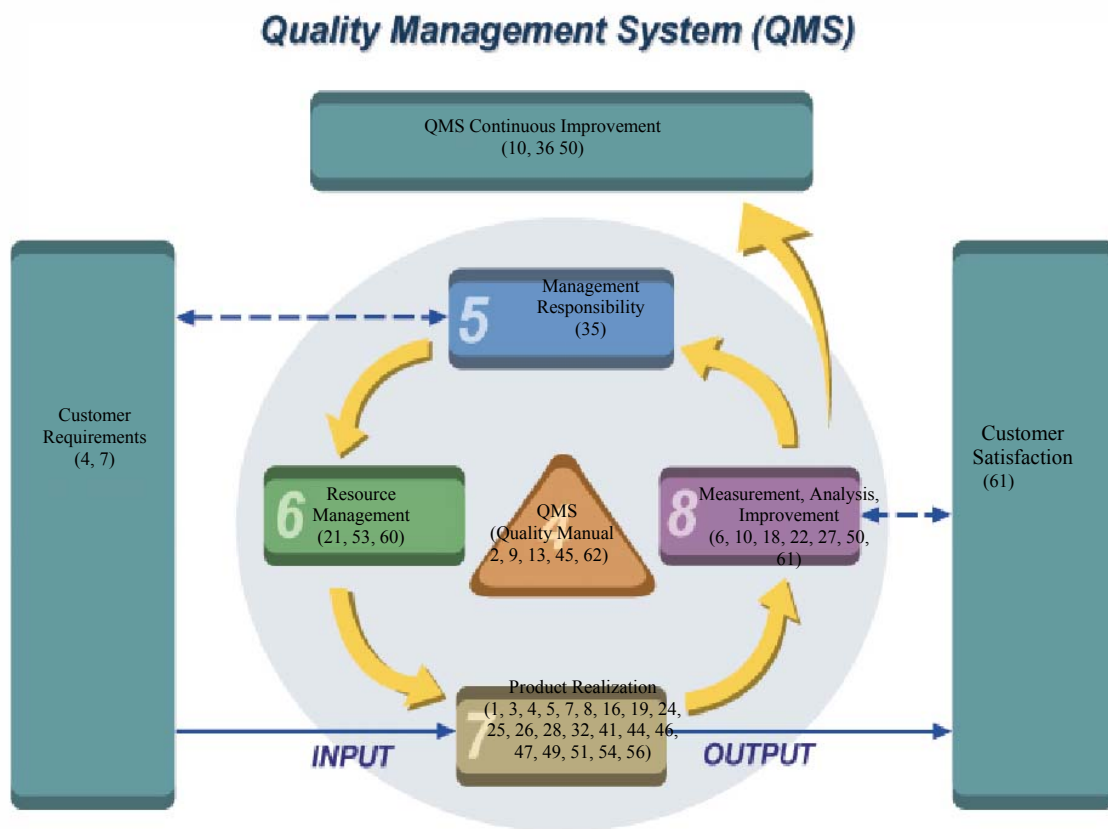 Quality Management System (QMS)
QMS Continuous Improvement
(10, 36 50)
5
Management
Responsibility
(35)
Customer
Requirements
(4, 7)
6
Resource
Management
(21, 53, 60)
4
QMS
(Quality Manual
2, 9, 13, 45, 62)
8
Measurement, Analysis,
Improvement
(6, 10, 18, 22, 27, 50,
61)
Customer
Satisfaction
(61)
7
Product Realization
(1, 3, 4, 5, 7, 8, 16, 19, 24,
25, 26, 28, 32, 41, 44, 46,
47, 49, 51, 54, 56)
INPUT
OUTPUT